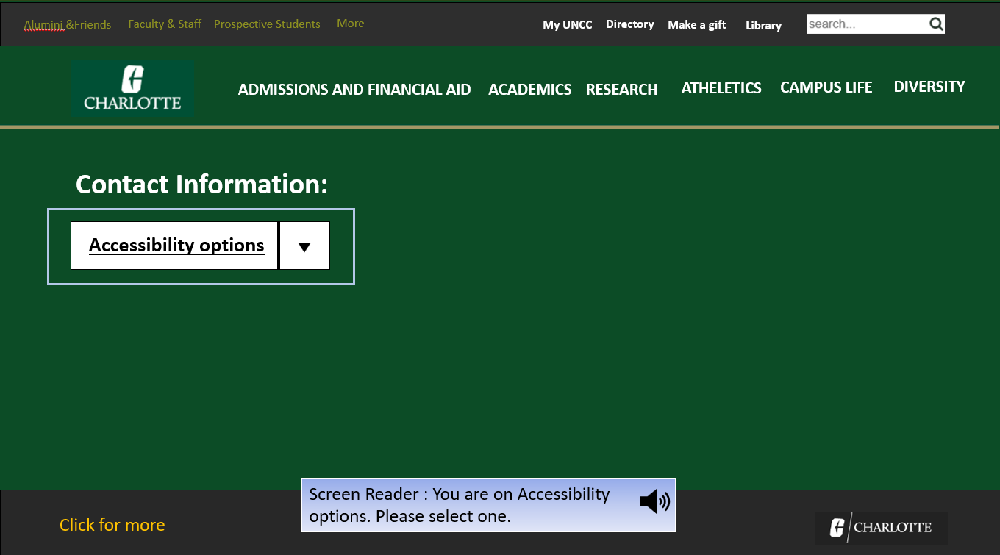 Alumini &Friends Faculty & Staff Prospective Students More My UNCC Directory Make a gift Library search...
CHARLOTTE
ADMISSIONS AND FINANCIAL AID ACADEMICS RESEARCH ATHELETICS CAMPUS LIFE DIVERSITY
Contact Information:
Accessibility options
Screen Reader : You are on Accessibility
options. Please select one.
Click for more
CHARLOTTE